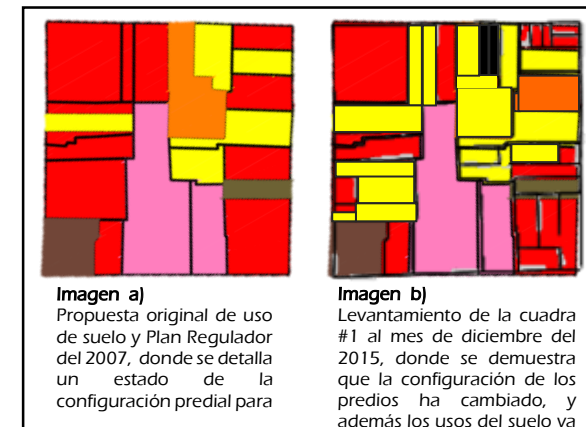 Imagen a)
Propuesta original de uso
de suelo y Plan Regulador
del 2007, donde se detalla
un estado de la
configuración predial para
Imagen b)
Levantamiento de la cuadra
#1 al mes de diciembre del
2015, donde se demuestra
que la configuración de los
predios ha cambiado, y
además los usos del suelo ya